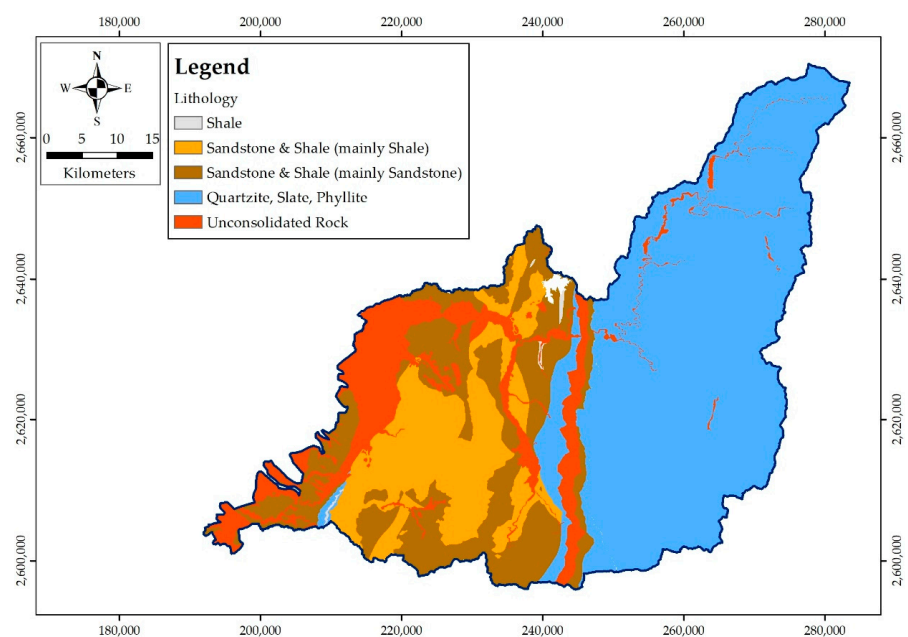 180,000 200,000 220,000 240,000 260,000 280,000
N
W E
S
0 5 10 15
Kilometers
Legend
Lithology
Shale
Sandstone & Shale (mainly Shale)
Sandstone & Shale (mainly Sandstone)
Quartzite, Slate, Phyllite
Unconsolidated Rock
2,660,000 2,660,000
2,640,000 2,640,000
2,620,000 2,620,000
2,600,000 2,600,000
180,000 200,000 220,000 240,000 260,000 280,000